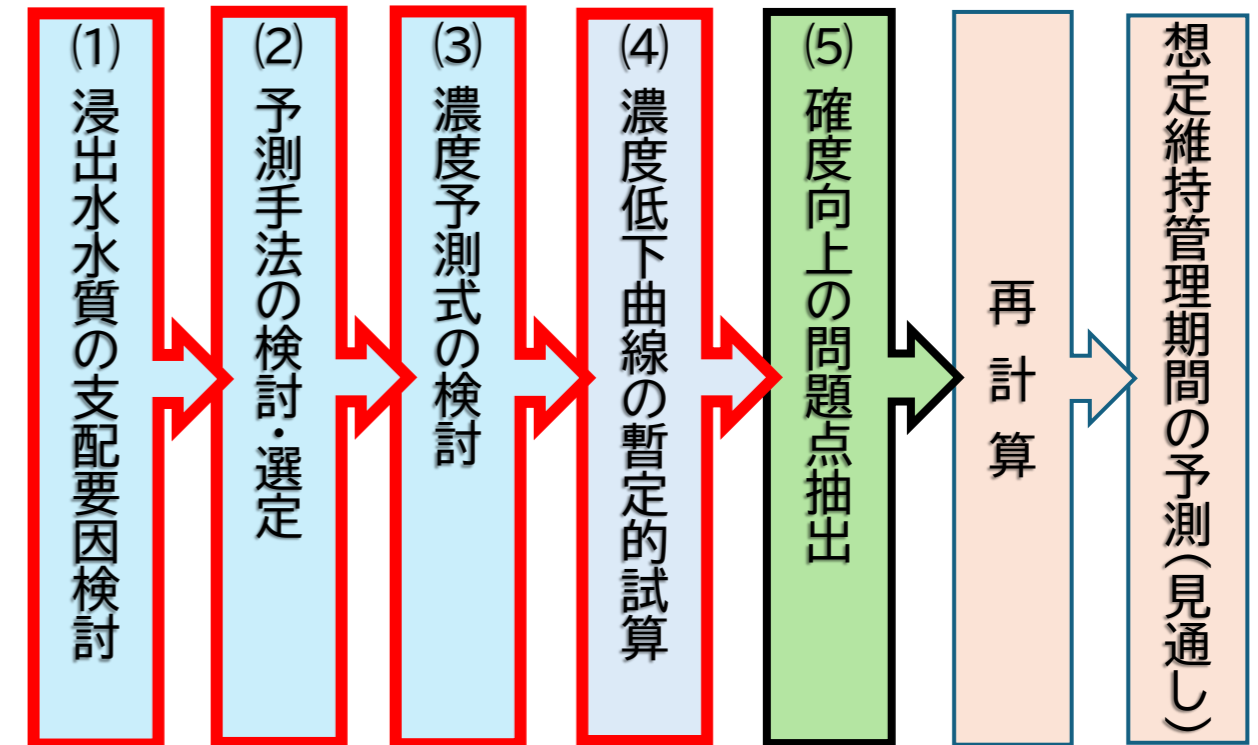 ⑴ 浸出水水質の支配要因検討
⑵ 予測手法の検討・選定
⑶ 濃度予測式の検討
⑷ 濃度低下曲線の暫定的試算
⑸ 確度向上の問題点抽出
再計算
想定維持管理期間の予測(見通し)